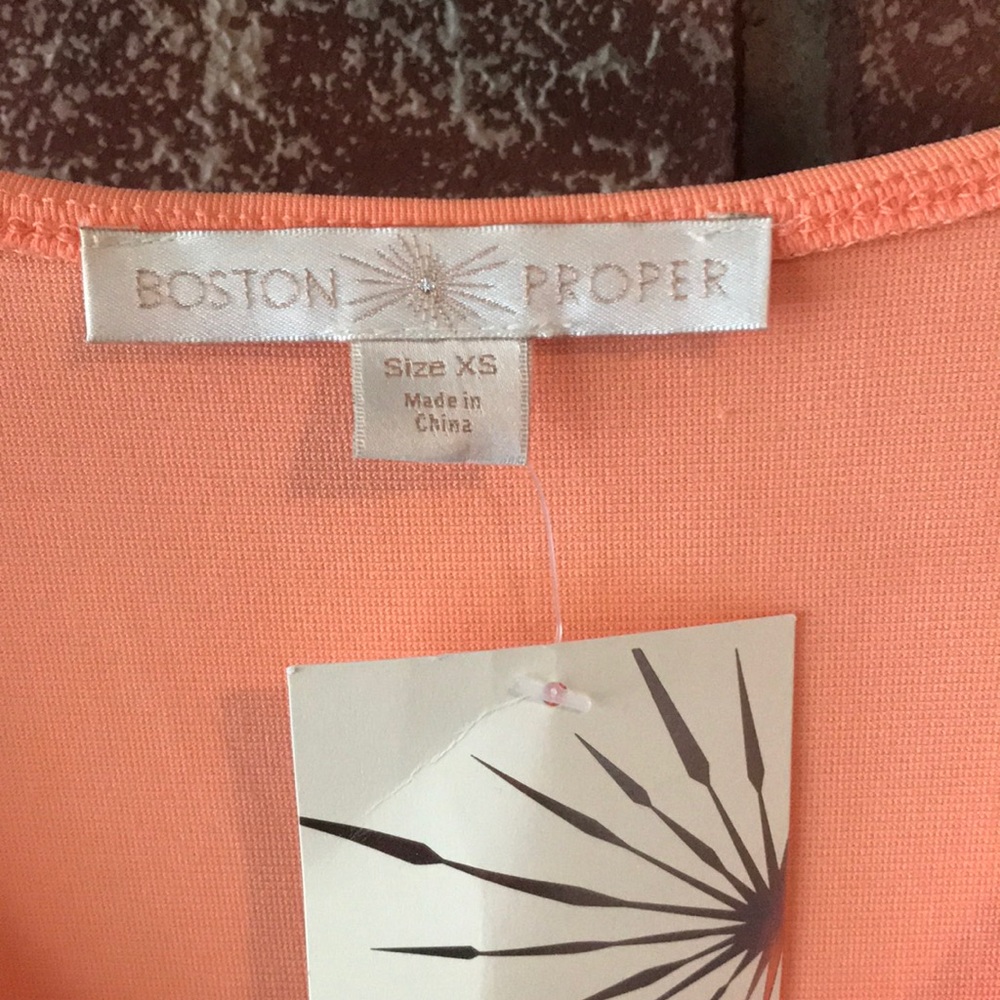 BOSTON PROPER
Size XS
Made in
China